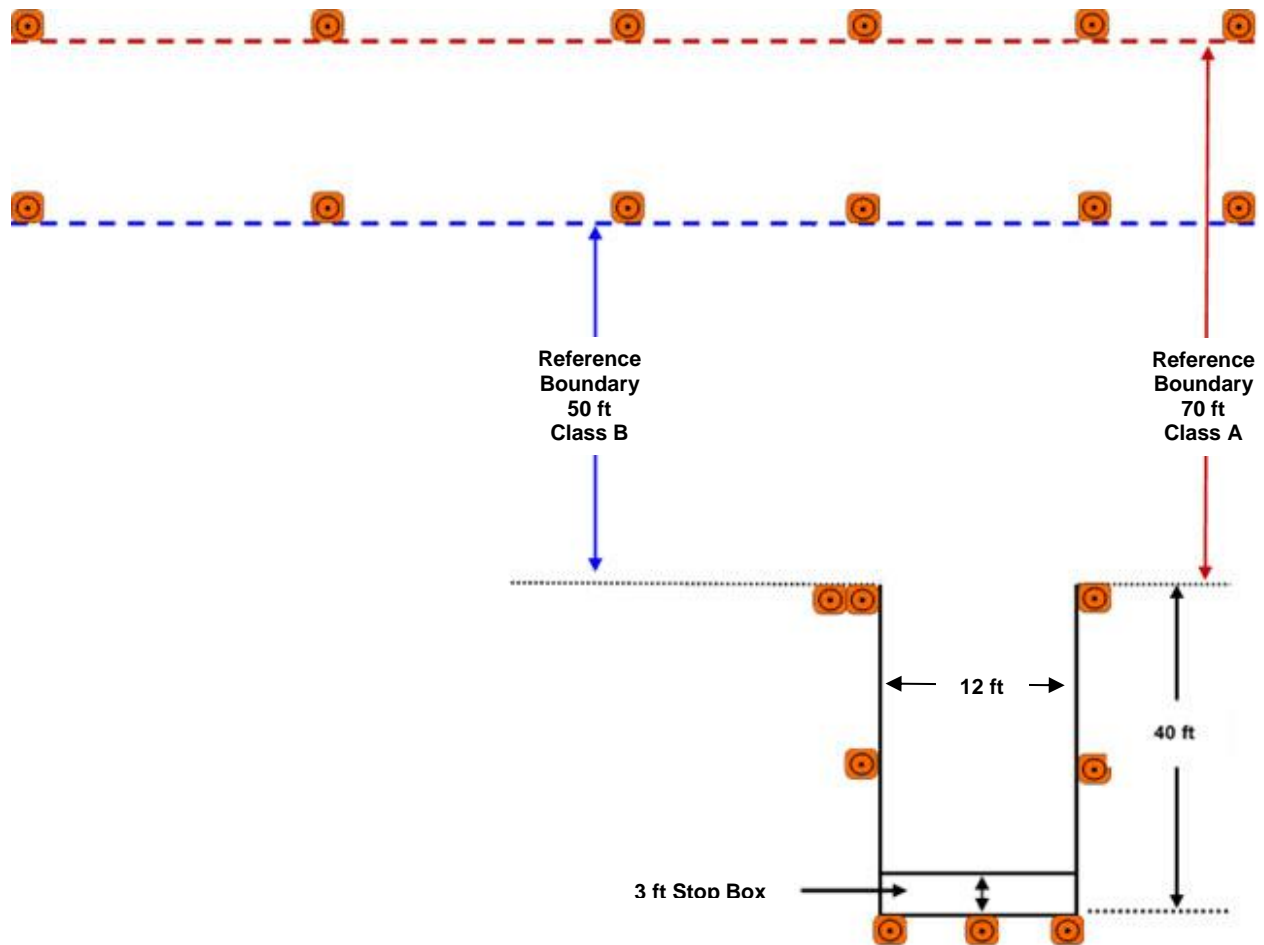 Reference
Boundary
50 ft
Class B
Reference
Boundary
70 ft
Class A
12 ft
40 ft
3 ft Stop Box